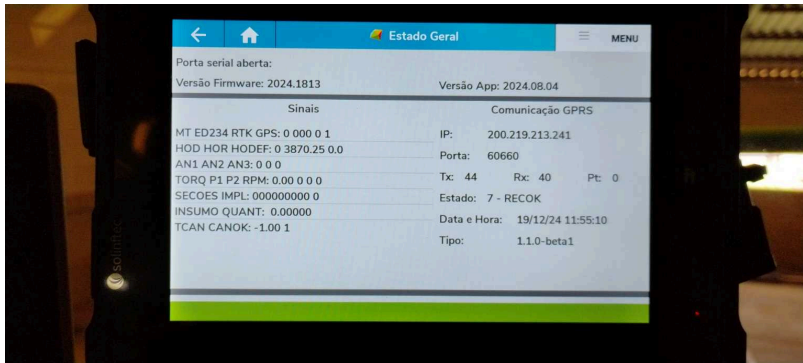 Estado Geral
MENU
Porta serial aberta:
Versão Firmware: 2024.1813
Versão App: 2024.08.04
Sinais
MT ED234 RTK GPS: 0 000 0 1
HOD HOR HODEF: 0 3870.25 0.0
AN1 AN2 AN3: 0 0 0
TORQ P1 P2 RPM: 0.00 0 0 0
SECOES IMPL: 000000000 0
INSUMO QUANT: 0.00000
TCAN CANOK: -1.00 1
Comunicação GPRS
IP: 200.219.213.241
Porta: 60660
Tx: 44 Rx: 40 Pt: 0
Estado: 7 - RECOK
Data e Hora: 19/12/24 11:55:10
Tipo: 1.1.0-beta1
solinftec